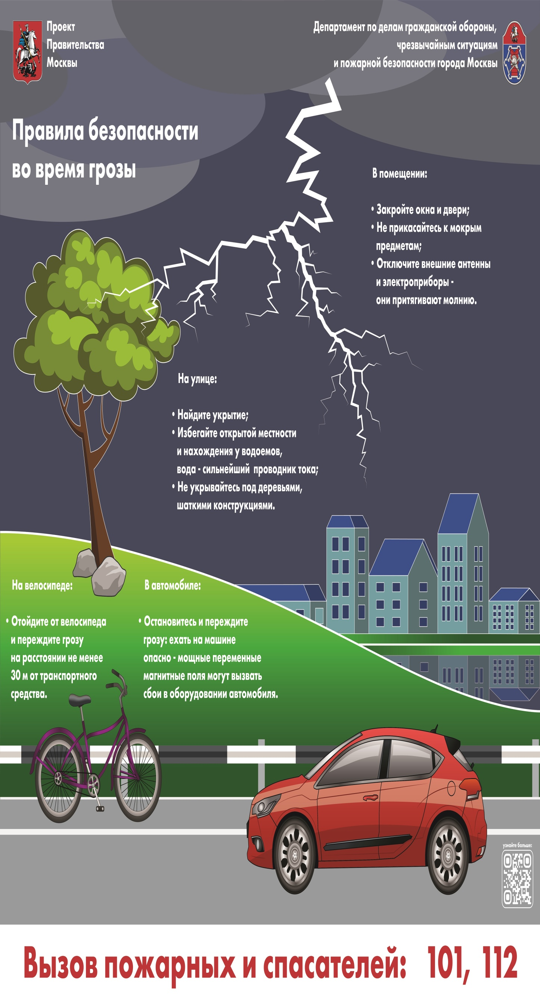 Проект
Правительства
Москвы
Департамент по делам гражданской обороны,
чрезвычайным ситуациям
и пожарной безопасности города Москвы
Правила безопасности
во время грозы
В помещении:
• Закройте окна и двери;
• Не прикасайтесь к мокрым
предметам;
• Отключите внешние антенны
и электроприборы -
они притягивают молнию.
На улице:
• Найдите укрытие;
• Избегайте открытой местности
и нахождения у водоемов,
вода - сильнейший проводник тока;
• Не укрывайтесь под деревьями,
шаткими конструкциями.
На велосипеде:
• Отойдите от велосипеда
и переждите грозу
на расстоянии не менее
30 м от транспортного
средства.
В автомобиле:
• Остановитесь и переждите
грозу: ехать на машине
опасно - мощные переменные
магнитные поля могут вызвать
сбои в оборудовании автомобиля.
узнайте больше:
Вызов пожарных и спасателей: 101, 112